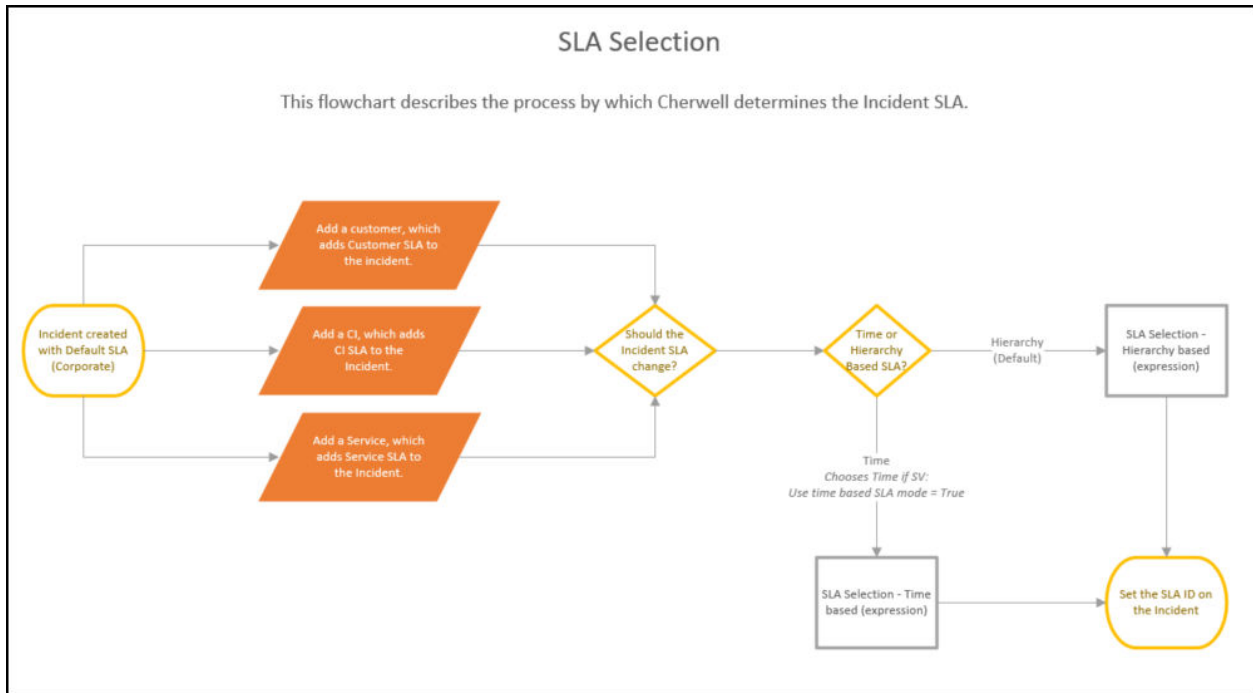 SLA Selection
This flowchart describes the process by which Cherwell determines the Incident SLA.
Add a customer, which
adds Customer SLA to
the incident.
Incident created
with Default SLA
(Corporate)
Add a CI, which adds
CI SLA to the
Incident.
Should the
Incident SLA
change?
Time or
Hierarchy
Based SLA?
Hierarchy
(Default)
SLA Selection -
Hierarchy based
(expression)
Add a Service, which
adds Service SLA to
the Incident.
Time
Chooses Time if SV:
Use time based SLA mode = True
SLA Selection - Time
based (expression)
Set the SLA ID on
the Incident